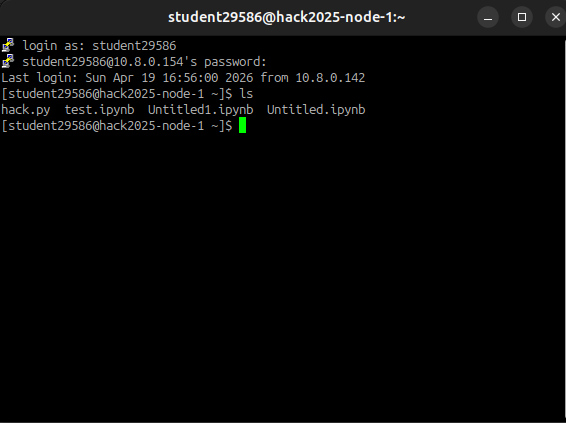 student29586@hack2025-node-1:~
login as: student29586
student29586@10.8.0.154's password:
Last login: Sun Apr 19 16:56:00 2026 from 10.8.0.142
[student29586@hack2025-node-1 ~]$ ls
hack.py  test.ipynb  Untitled1.ipynb  Untitled.ipynb
[student29586@hack2025-node-1 ~]$